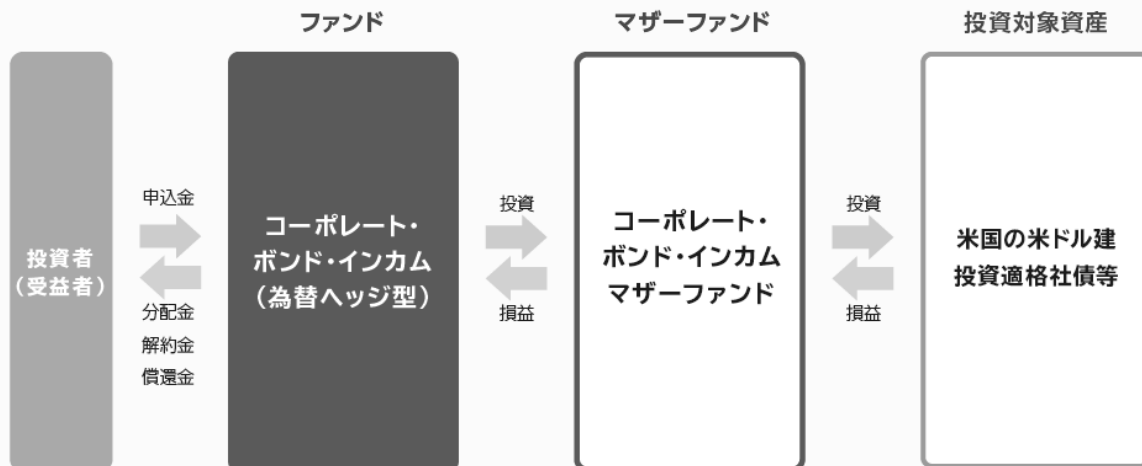 ファンド
マザーファンド
投資対象資産
投資者
（受益者）
申込金
分配金
解約金
償還金
コーポレート・
ボンド・インカム
（為替ヘッジ型）
投資
損益
コーポレート・
ボンド・インカム
マザーファンド
投資
損益
米国の米ドル建
投資適格社債等